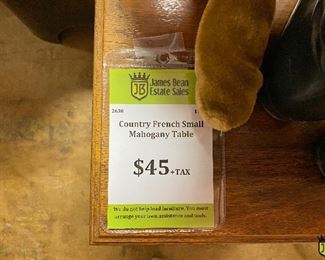 James Bean
Estate Sales
JB
2630
Country French Small
Mahogany Table
$45 +TAX
We do not help load furniture. You must
arrange your own assistance and tools.